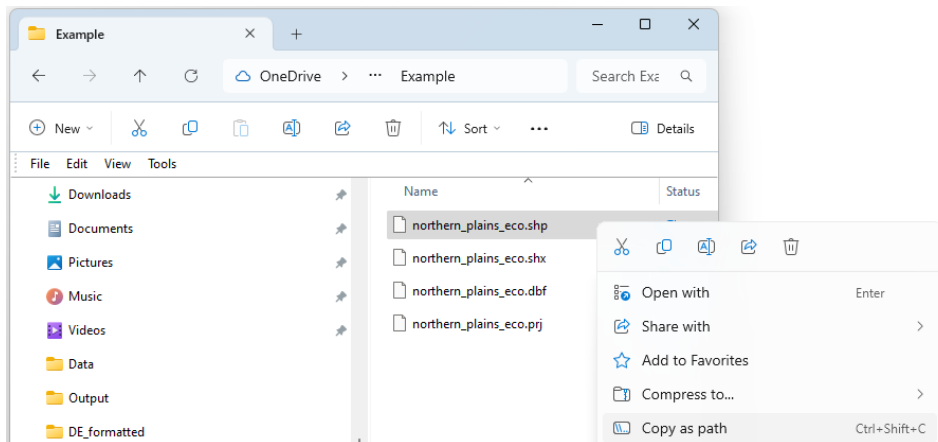 Example
OneDrive > ... Example Search Exa
New Sort ... Details
File Edit View Tools
Name Status
Downloads
Documents
Pictures
Music
Videos
Data
Output
DE_formatted
northern_plains_eco.shp
northern_plains_eco.shx
northern_plains_eco.dbf
northern_plains_eco.prj
Open with Enter
Share with
Add to Favorites
Compress to...
Copy as path Ctrl+Shift+C